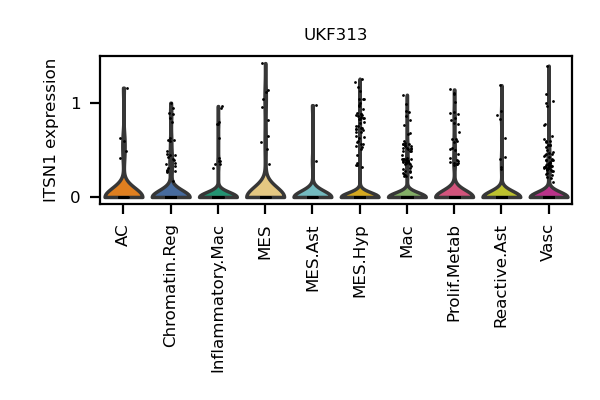 UKF313
ITSN1 expression
1
0
AC
Chromatin.Reg
Inflammatory.Mac
MES
MES.Ast
MES.Hyp
Mac
Prolif.Metab
Reactive.Ast
Vasc